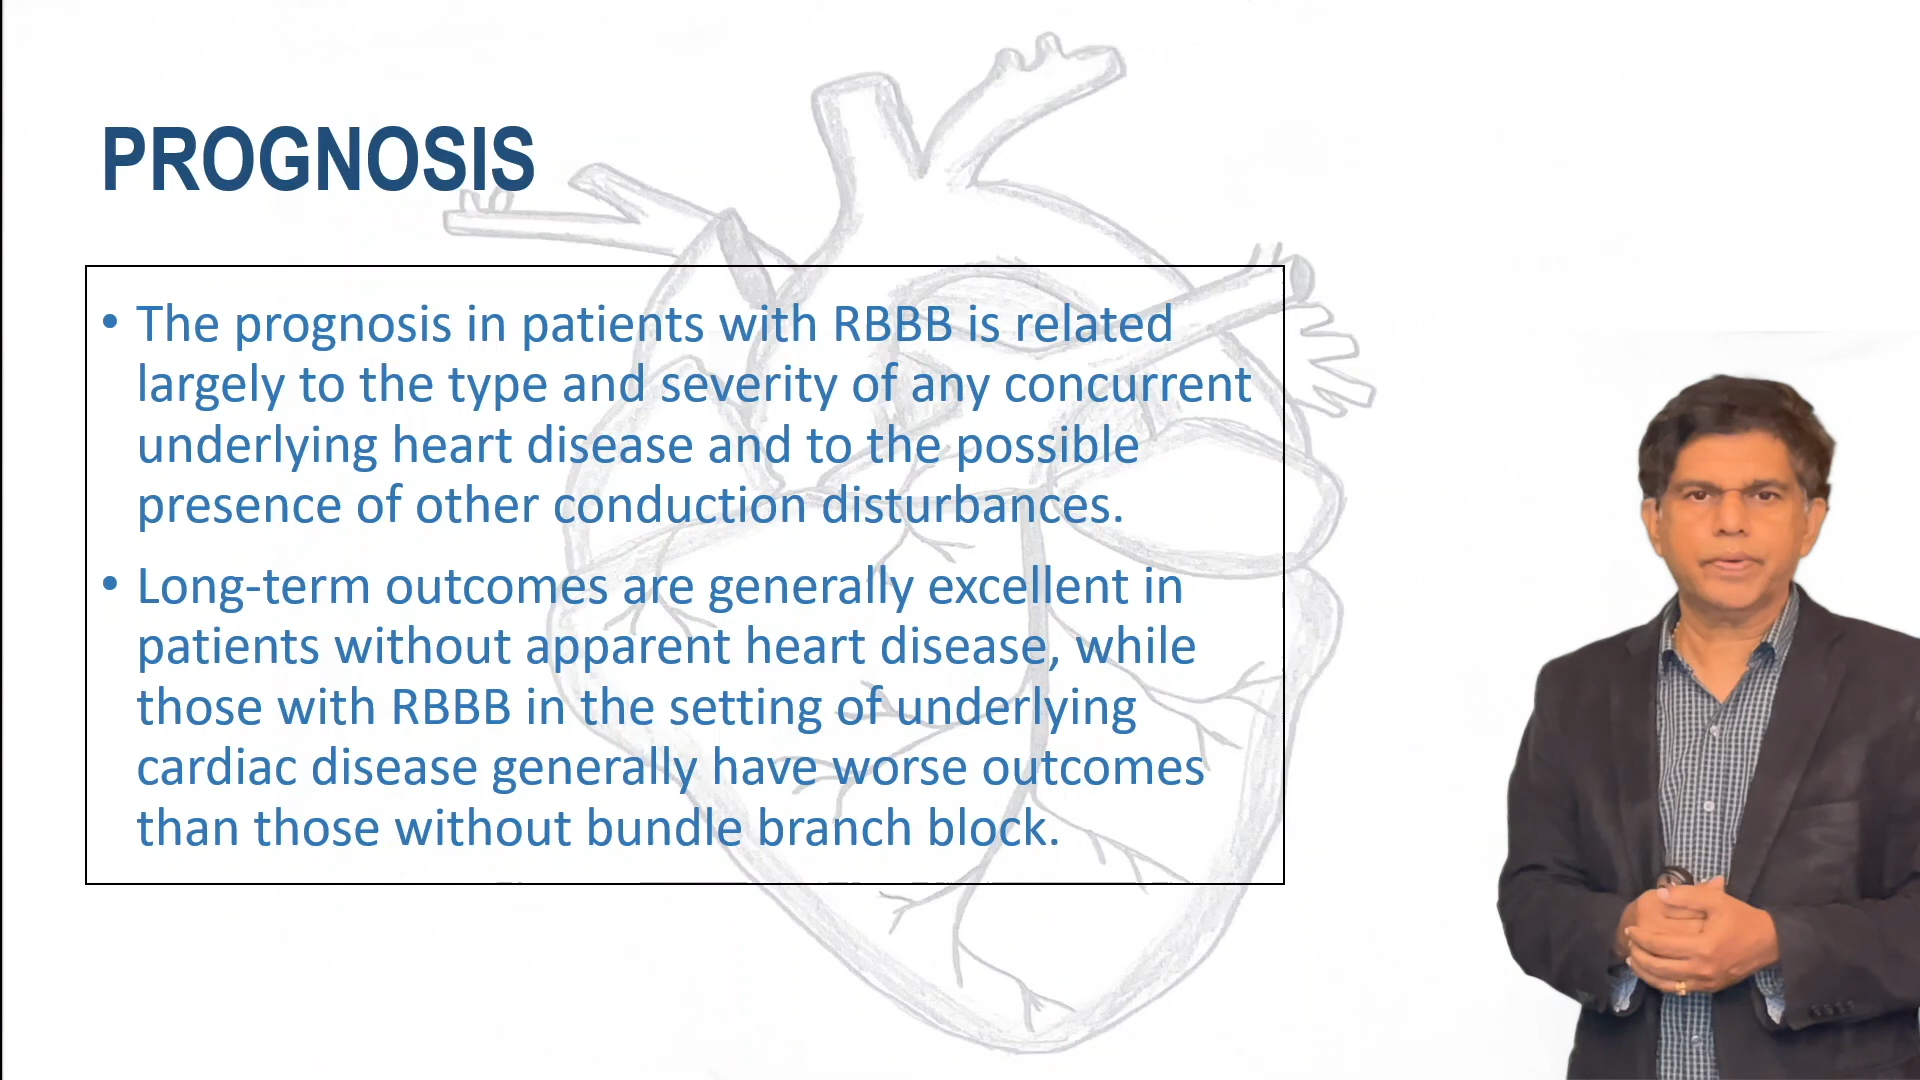 PROGNOSIS
• The prognosis in patients with RBBB is related
largely to the type and severity of any concurrent
underlying heart disease and to the possible
presence of other conduction disturbances.
• Long-term outcomes are generally excellent in
patients without apparent heart disease, while
those with RBBB in the setting of underlying
cardiac disease generally have worse outcomes
than those without bundle branch block.